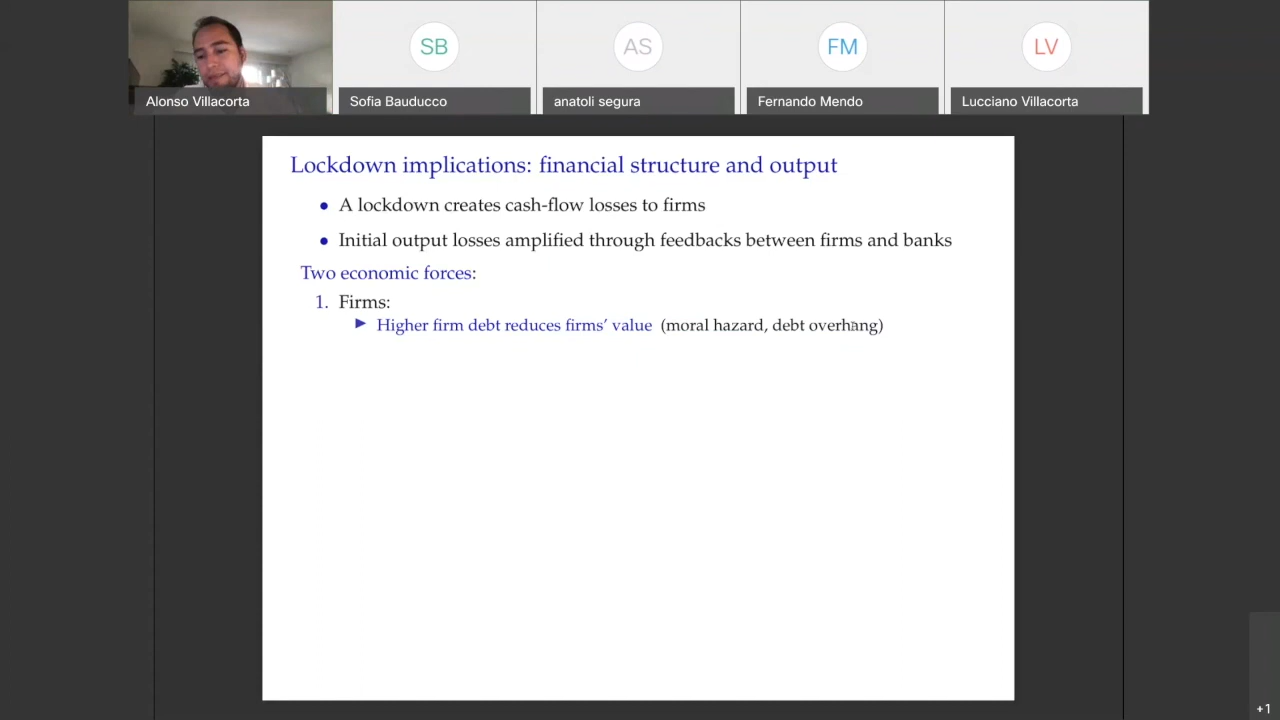 SB
AS
FM
LV
Alonso Villacorta
Sofia Bauducco
anatoli segura
Fernando Mendo
Lucciano Villacorta
Lockdown implications: financial structure and output
• A lockdown creates cash-flow losses to firms
• Initial output losses amplified through feedbacks between firms and banks
Two economic forces:
1. Firms:
▶ Higher firm debt reduces firms' value (moral hazard, debt overhang)
+1